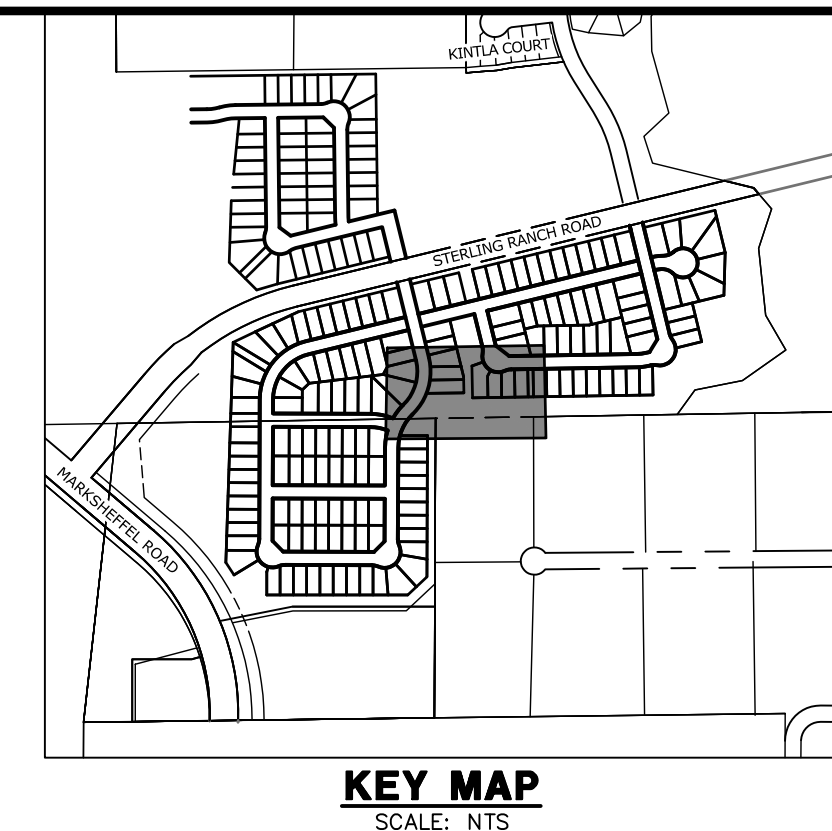 KINTLA COURT
STERLING RANCH ROAD
MARKSHEFFEL ROAD
KEY MAP
SCALE: NTS